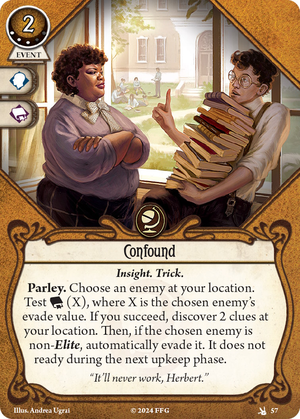 2
EVENT
Confound
Insight. Trick.
Parley. Choose an enemy at your location.
Test (X), where X is the chosen enemy's
evade value. If you succeed, discover 2 clues at
your location. Then, if the chosen enemy is
non-Elite, automatically evade it. It does not
ready during the next upkeep phase.
"It'll never work, Herbert."
Illus. Andrea Ugrai © 2024 FFG 57